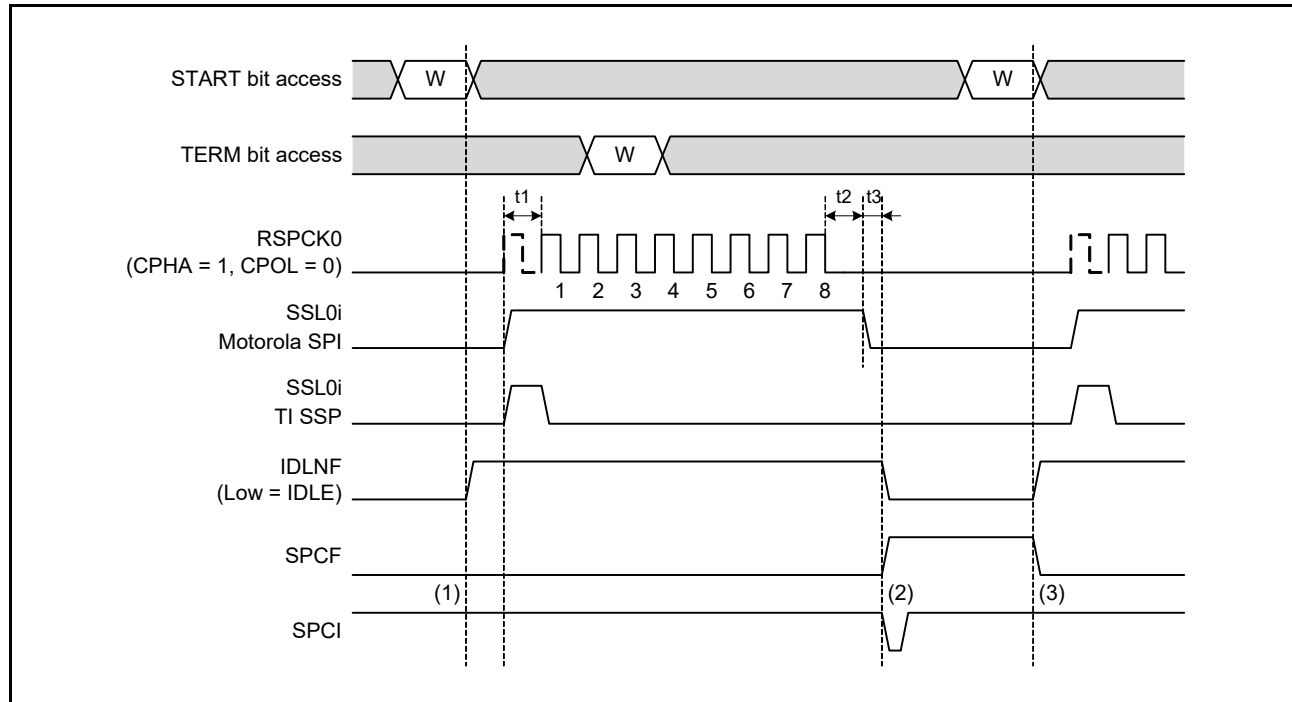 START bit access
W
W
TERM bit access
W
t1
t2
t3
RSPCK0
(CPHA = 1, CPOL = 0)
1 2 3 4 5 6 7 8
SSL0i
Motorola SPI
SSL0i
TI SSP
IDLNF
(Low = IDLE)
SPCF
(1)
(2)
(3)
SPCI